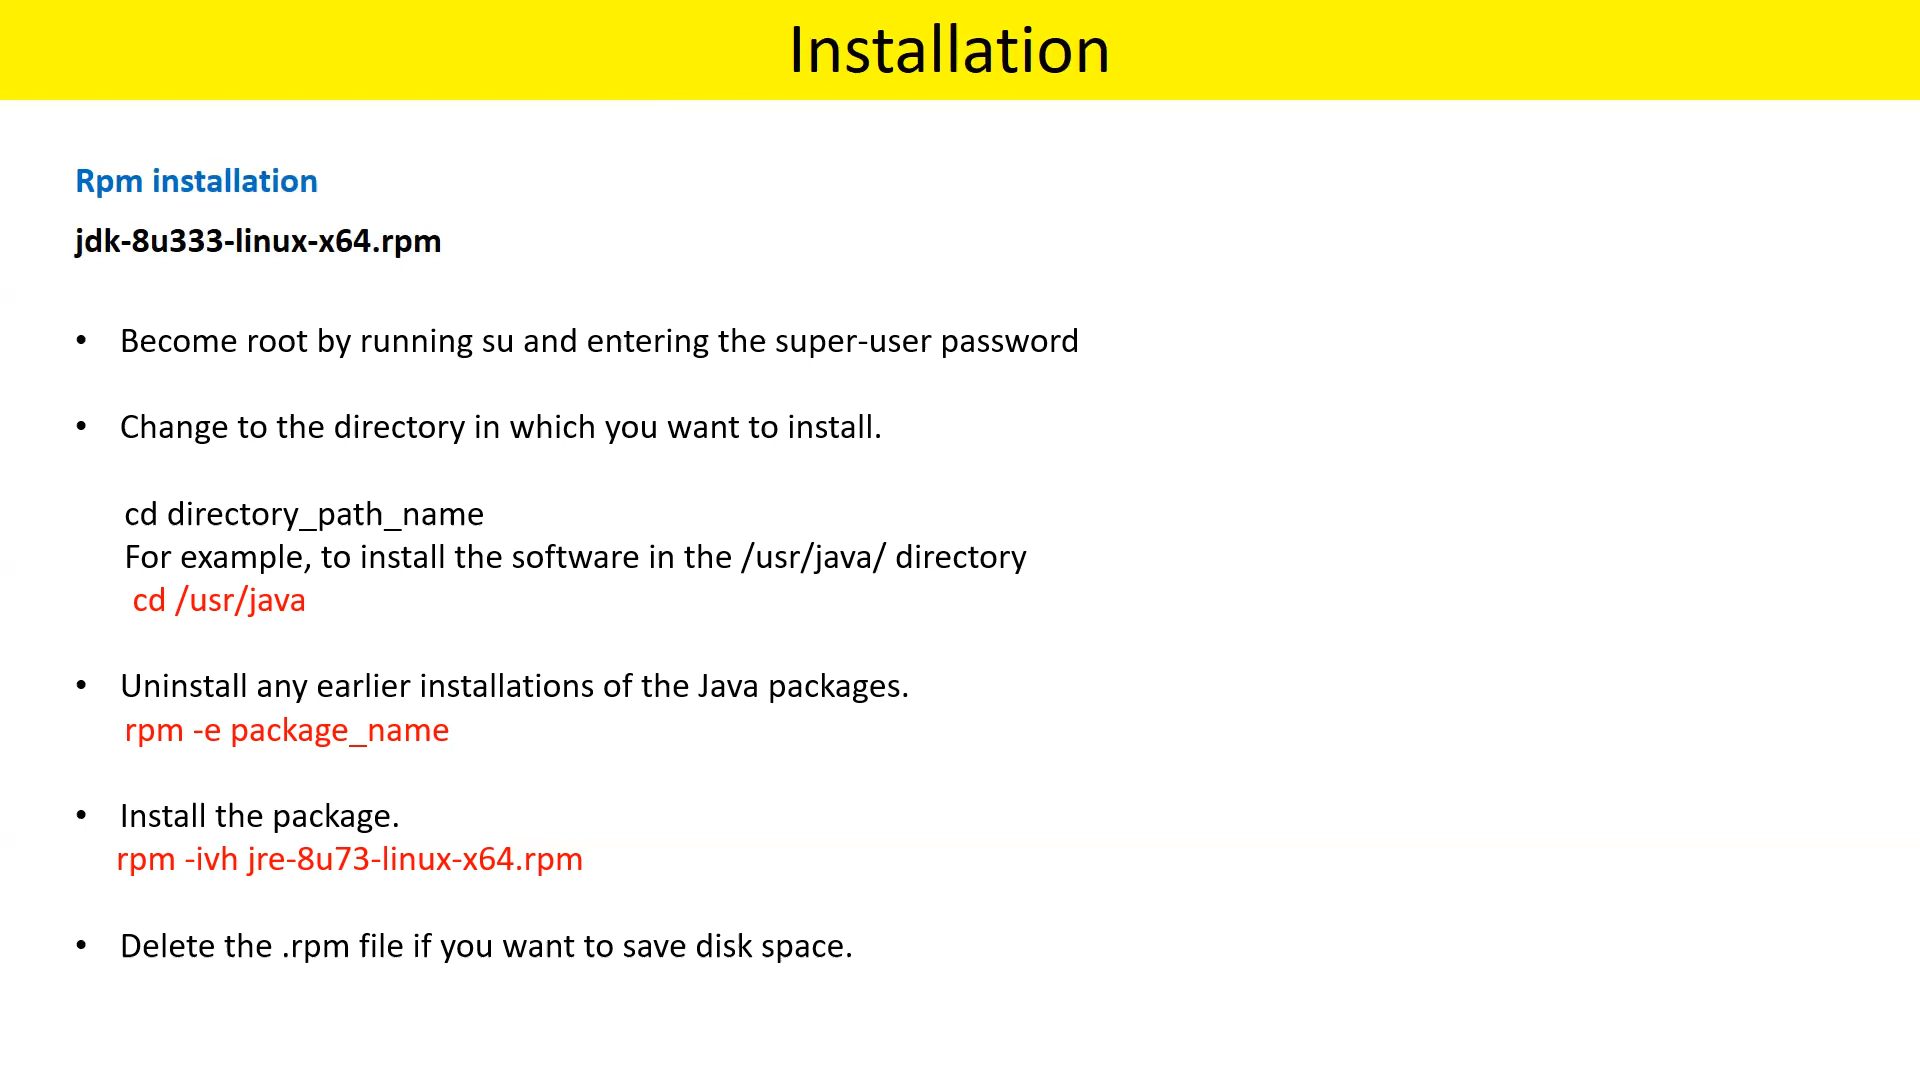 Installation
Rpm installation
jdk-8u333-linux-x64.rpm
• Become root by running su and entering the super-user password
• Change to the directory in which you want to install.
cd directory_path_name
For example, to install the software in the /usr/java/ directory
cd /usr/java
• Uninstall any earlier installations of the Java packages.
rpm -e package_name
• Install the package.
rpm -ivh jre-8u73-linux-x64.rpm
• Delete the .rpm file if you want to save disk space.